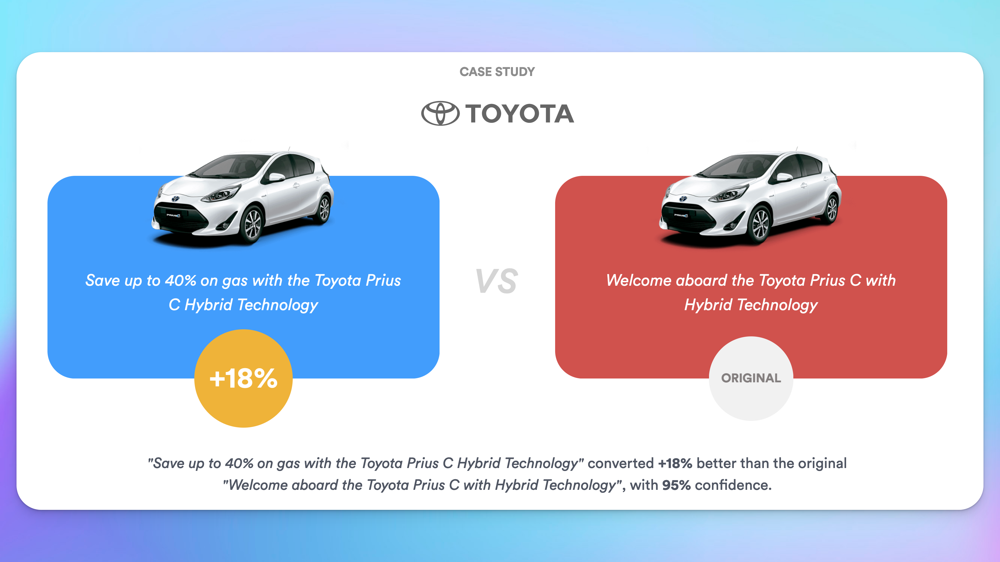 CASE STUDY
TOYOTA
PRIUS C
PRIUS C
Save up to 40% on gas with the Toyota Prius
C Hybrid Technology
VS
Welcome aboard the Toyota Prius C with
Hybrid Technology
+18%
ORIGINAL
"Save up to 40% on gas with the Toyota Prius C Hybrid Technology" converted +18% better than the original
"Welcome aboard the Toyota Prius C with Hybrid Technology", with 95% confidence.